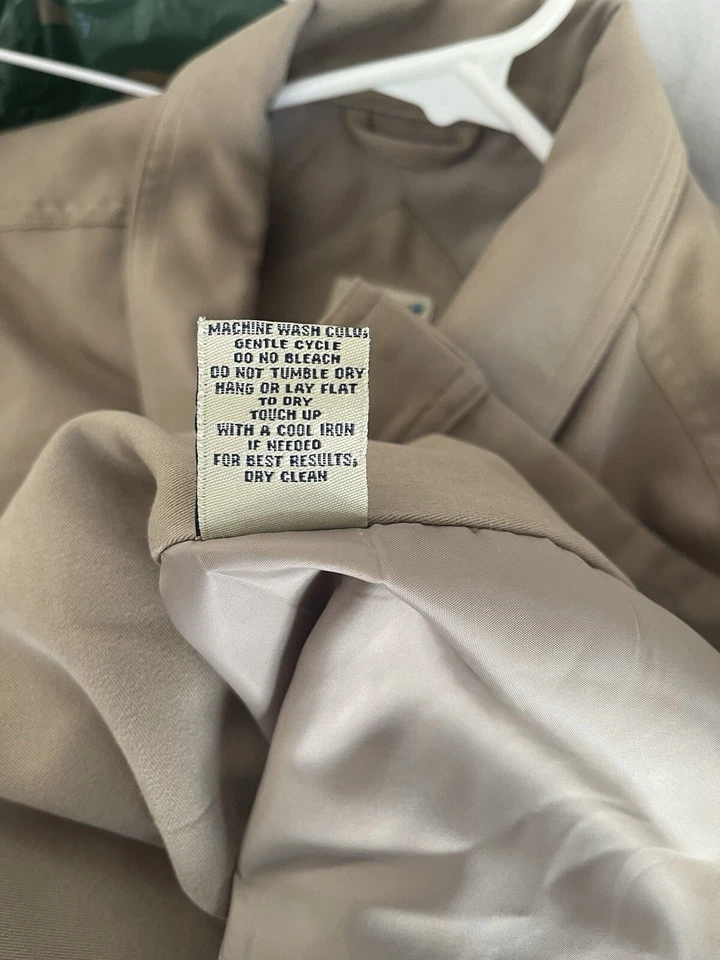 MACHINE WASH COLD,
GENTLE CYCLE
DO NO BLEACH
DO NOT TUMBLE DRY
HANG OR LAY FLAT
TO DRY
TOUCH UP
WITH A COOL IRON
IF NEEDED
FOR BEST RESULTS,
DRY CLEAN